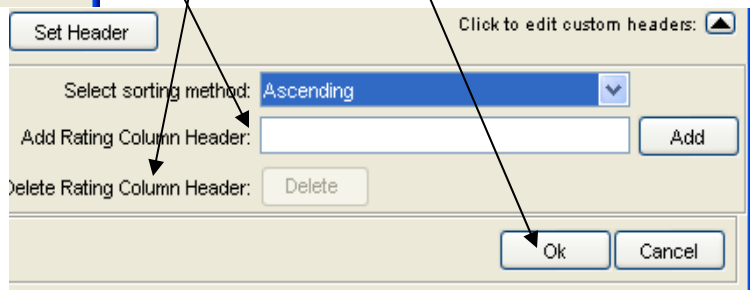 Set Header Click to edit custom headers:
Select sorting method: Ascending
Add Rating Column Header: Add
Delete Rating Column Header: Delete
Ok Cancel